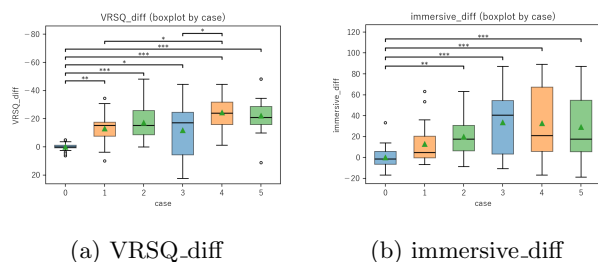 VRSQ_diff (boxplot by case)
immersive_diff (boxplot by case)
VRSQ_diff
−80
−60
−40
−20
0
20
*
*
***
*
***
**
0 1 2 3 4 5
case
immersive_diff
120
100
80
60
40
20
0
−20
***
***
***
**
0 1 2 3 4 5
case
(a) VRSQ_diff
(b) immersive_diff